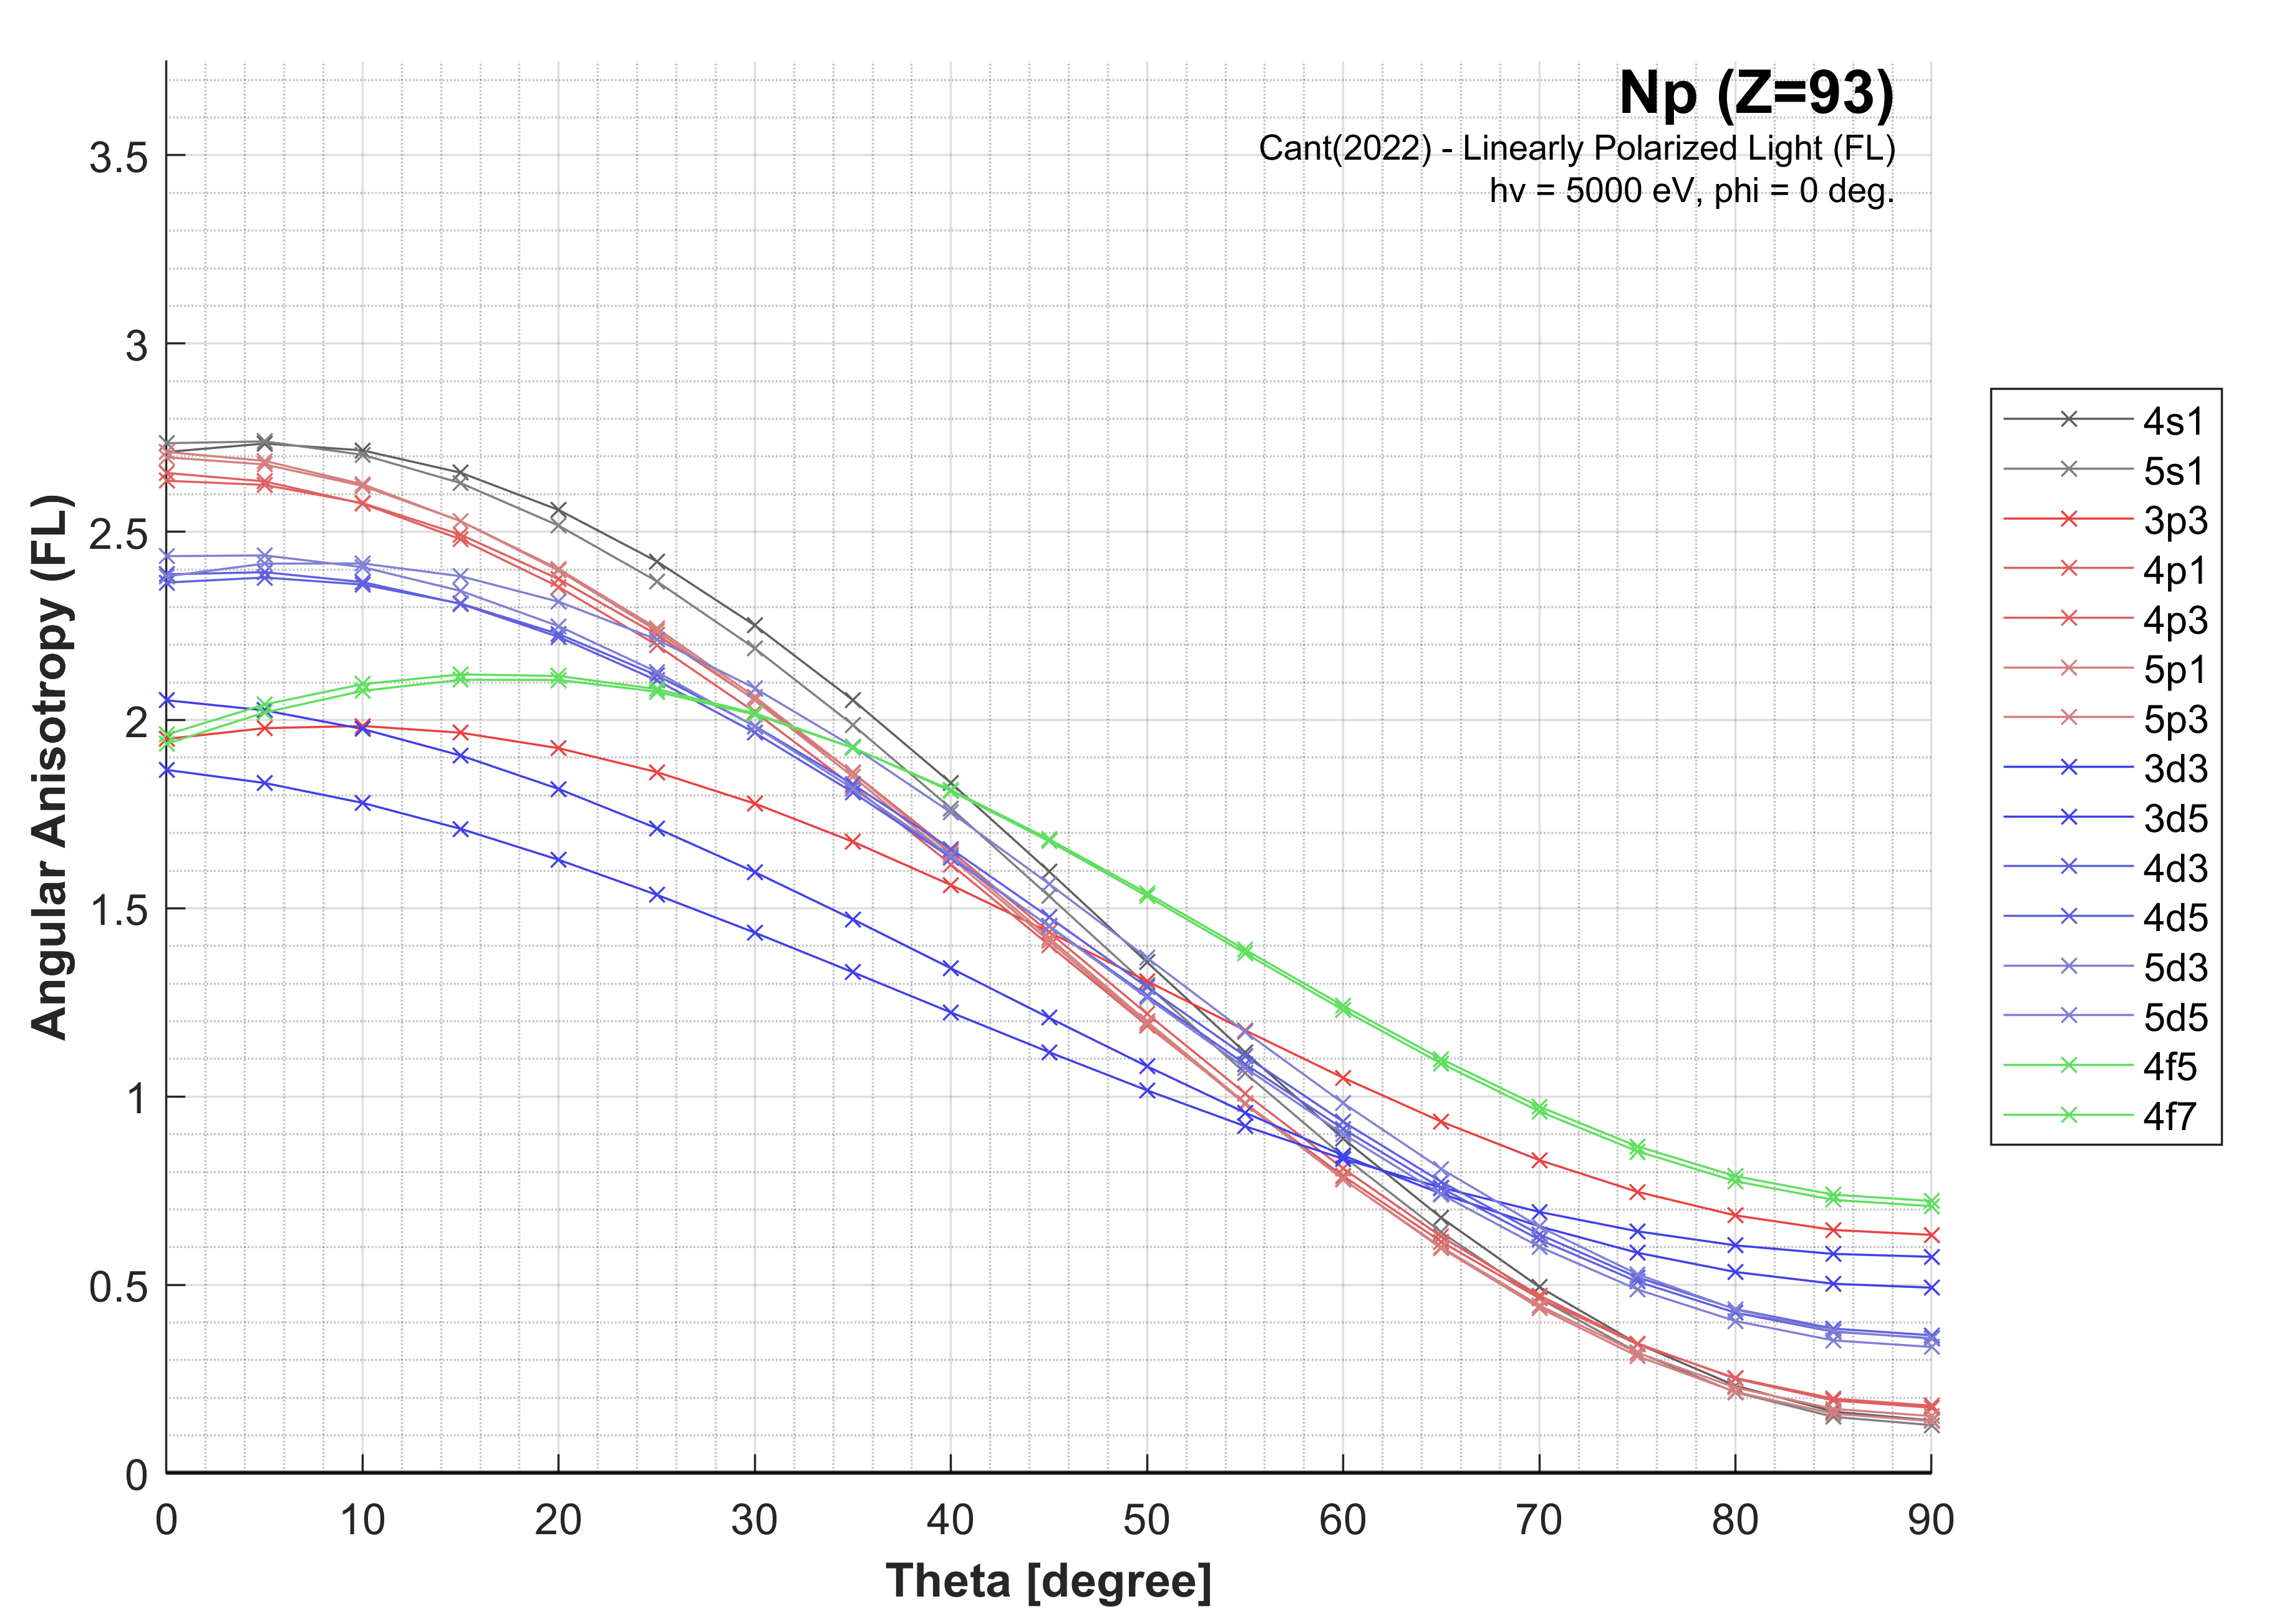 Np (Z=93)
Cant(2022) - Linearly Polarized Light (FL)
hv = 5000 eV, phi = 0 deg.
Angular Anisotropy (FL)
3.5
3
2.5
2
1.5
1
0.5
0
0 10 20 30 40 50 60 70 80 90
Theta [degree]
4s1
5s1
3p3
4p1
4p3
5p1
5p3
3d3
3d5
4d3
4d5
5d3
5d5
4f5
4f7